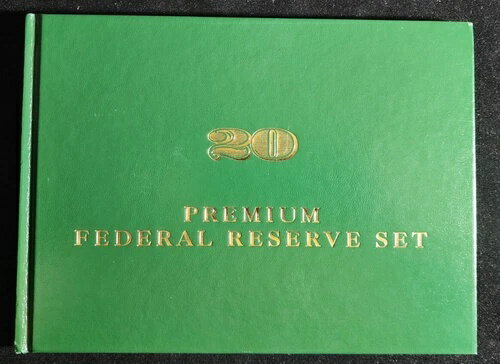 20
PREMIUM
FEDERAL RESERVE SET